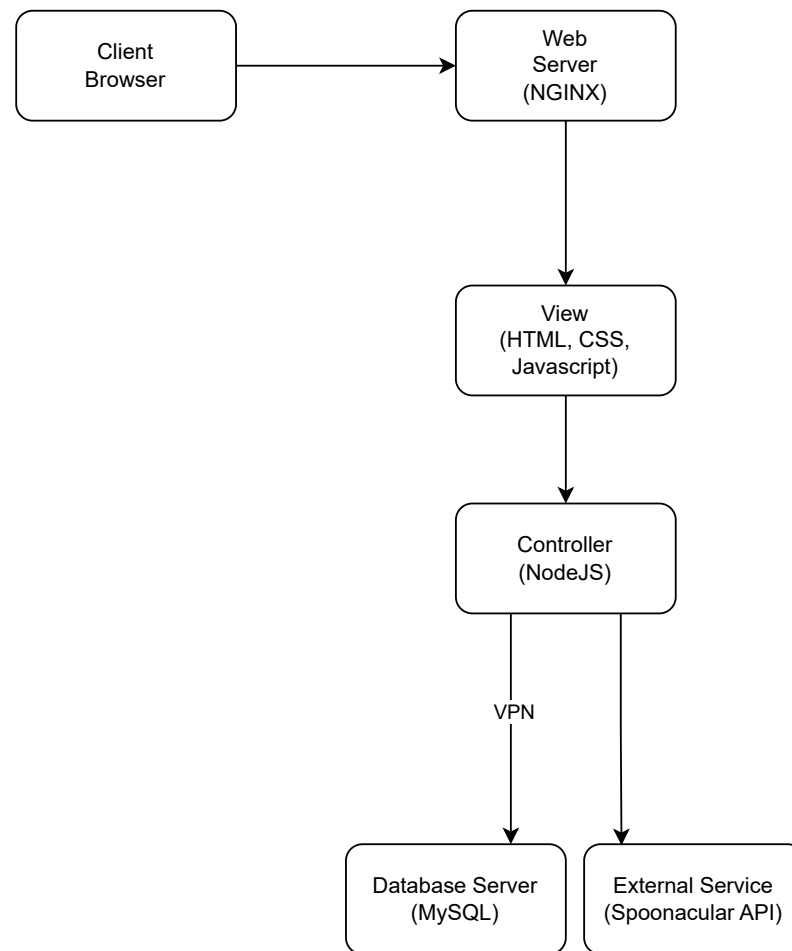 Client
Browser
Web
Server
(NGINX)
View
(HTML, CSS,
Javascript)
Controller
(NodeJS)
VPN
Database Server
(MySQL)
External Service
(Spoonacular API)